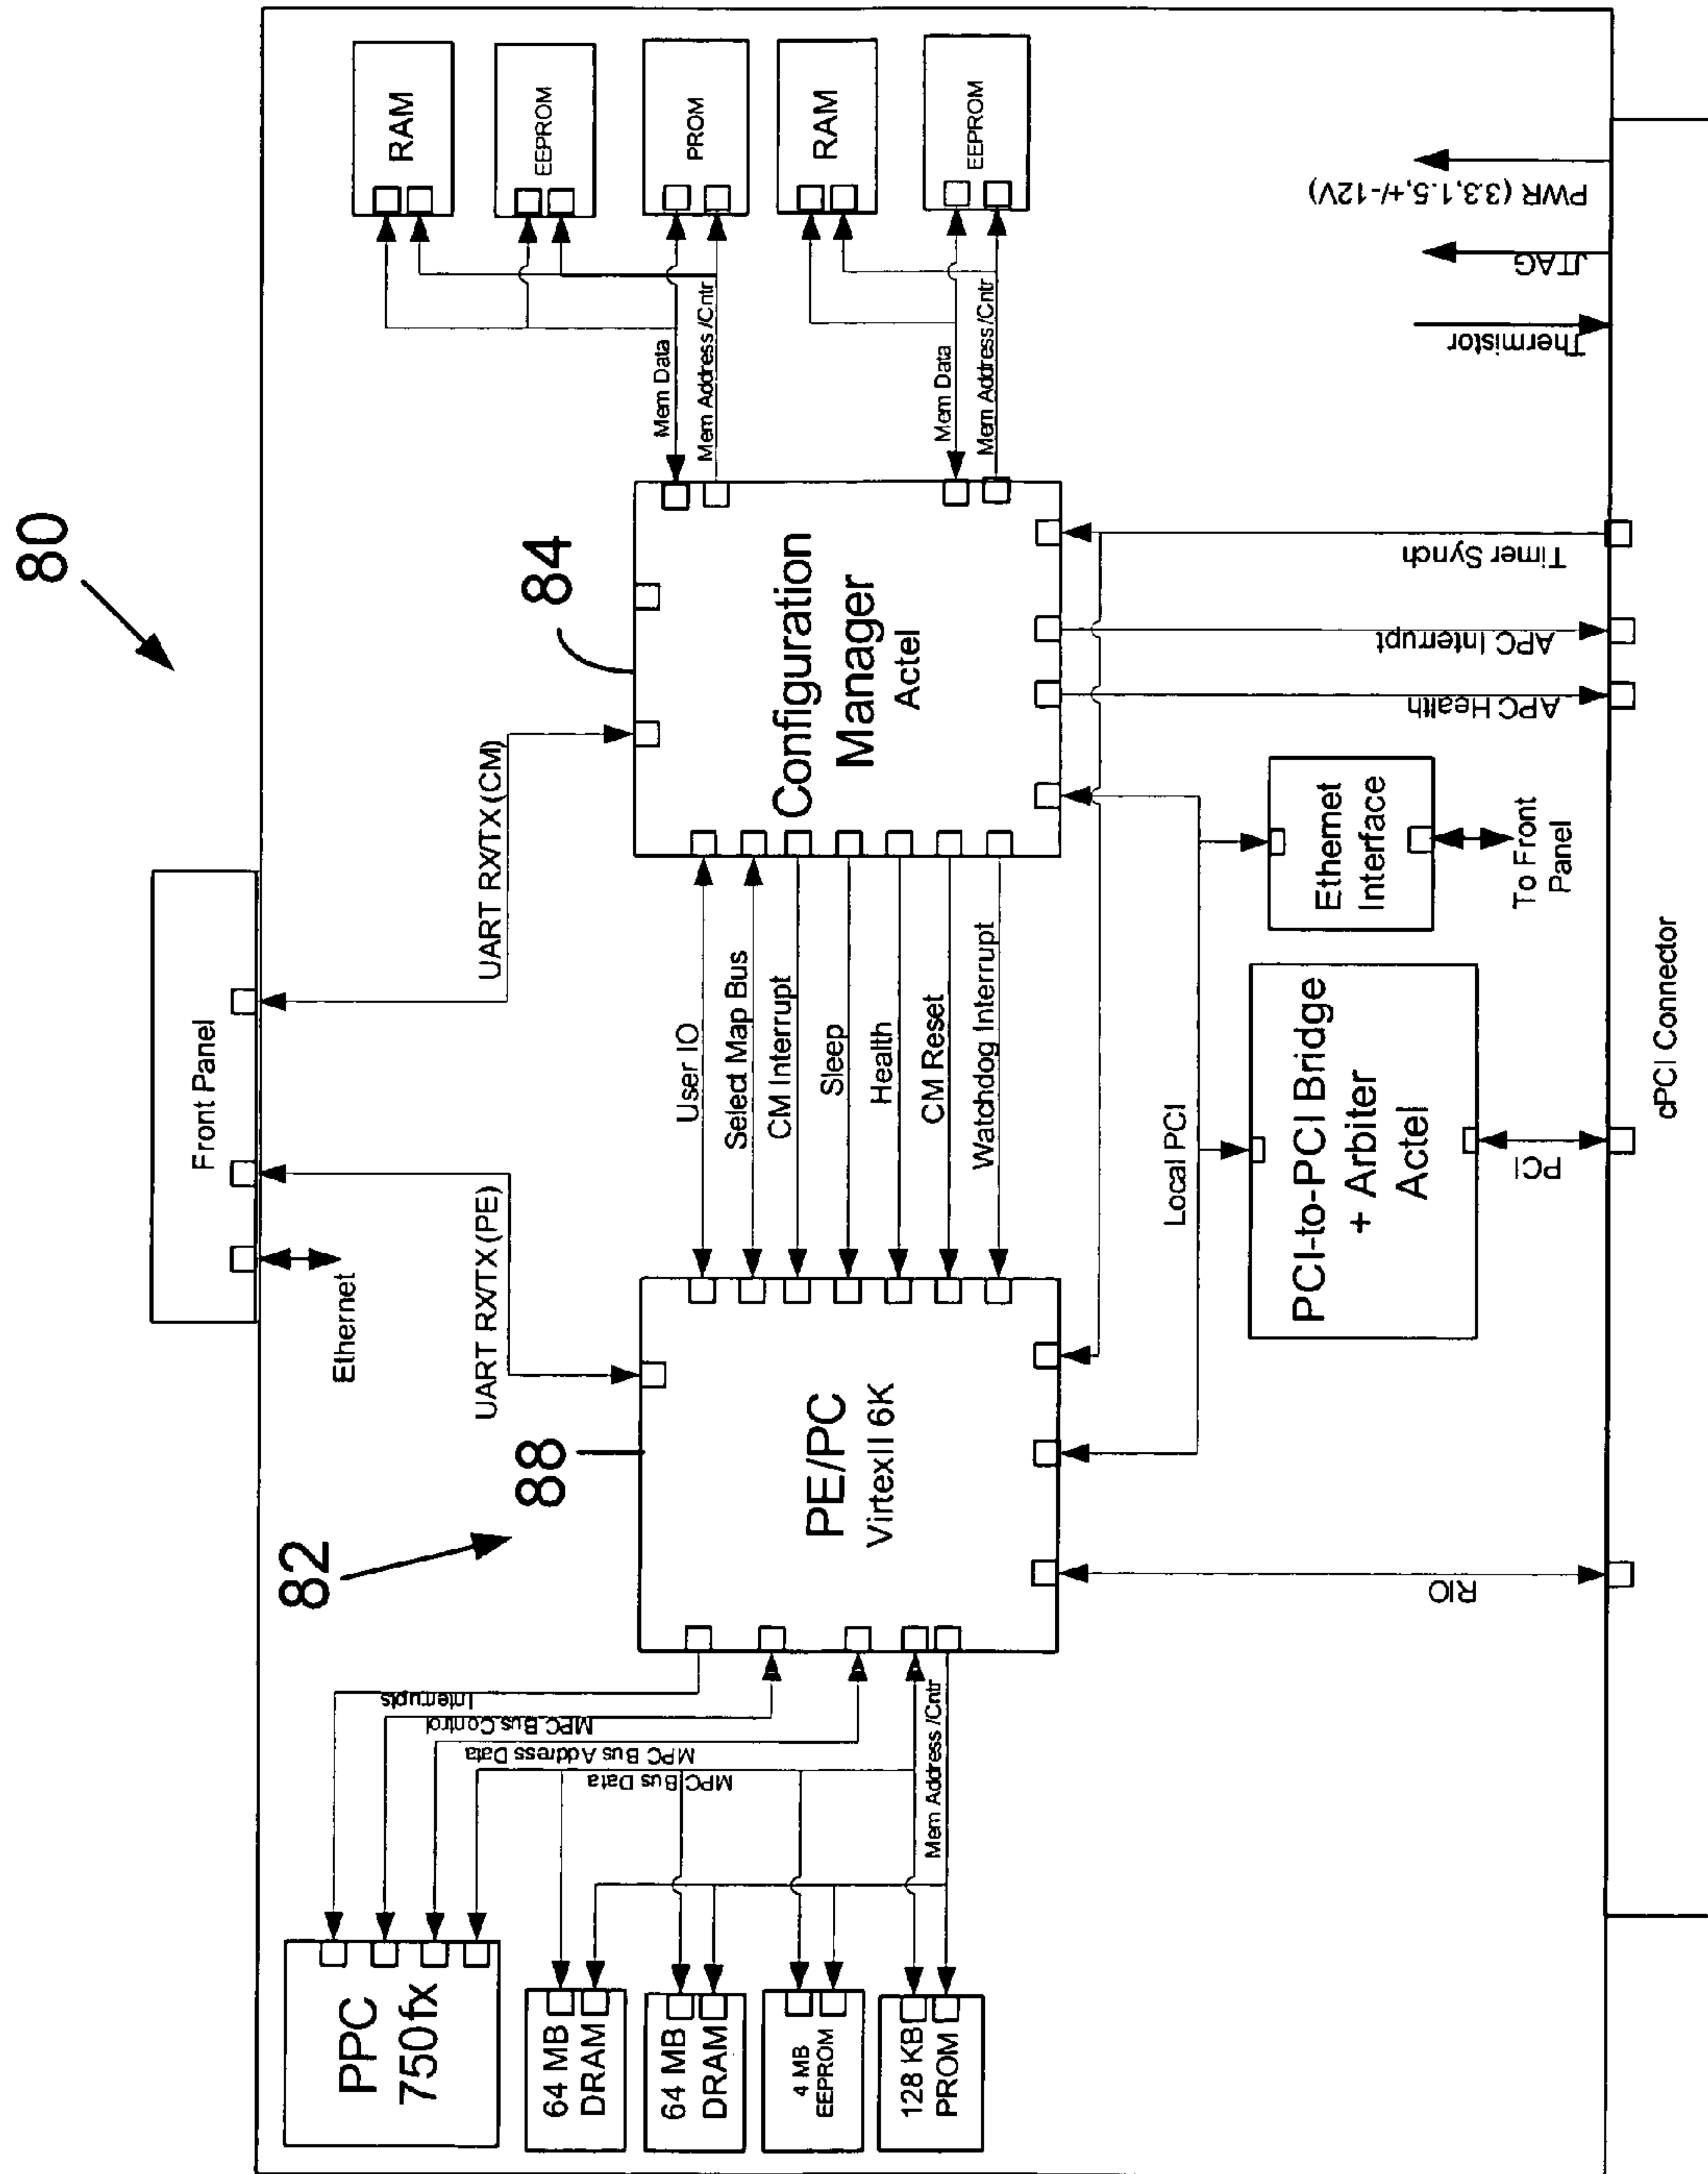 80
Front Panel
Ethernet
UART RX/TX (PE)
UART RX/TX (CM)
82
88
84
PPC
750fx
64 MB
DRAM
64 MB
DRAM
4 MB
EEPROM
128 KB
PROM
Interrupts
MPC Bus Control
MPC Bus Address Data
MPC Bus Data
Mem Address /Cntr
PE/PC
VirtexII 6K
User IO
Select Map Bus
CM Interrupt
Sleep
Health
CM Reset
Watchdog Interrupt
Configuration
Manager
Actel
Mem Data
Mem Address /Cntr
Mem Data
Mem Address /Cntr
RAM
EEPROM
PROM
RAM
EEPROM
Local PCI
PCI-to-PCI Bridge
+ Arbiter
Actel
Ethernet
Interface
To Front
Panel
RIO
PCI
APC Health
APC Interrupt
Timer Synch
Thermistor
JTAG
PWR (3.3,1.5,+/-12V)
cPCI Connector